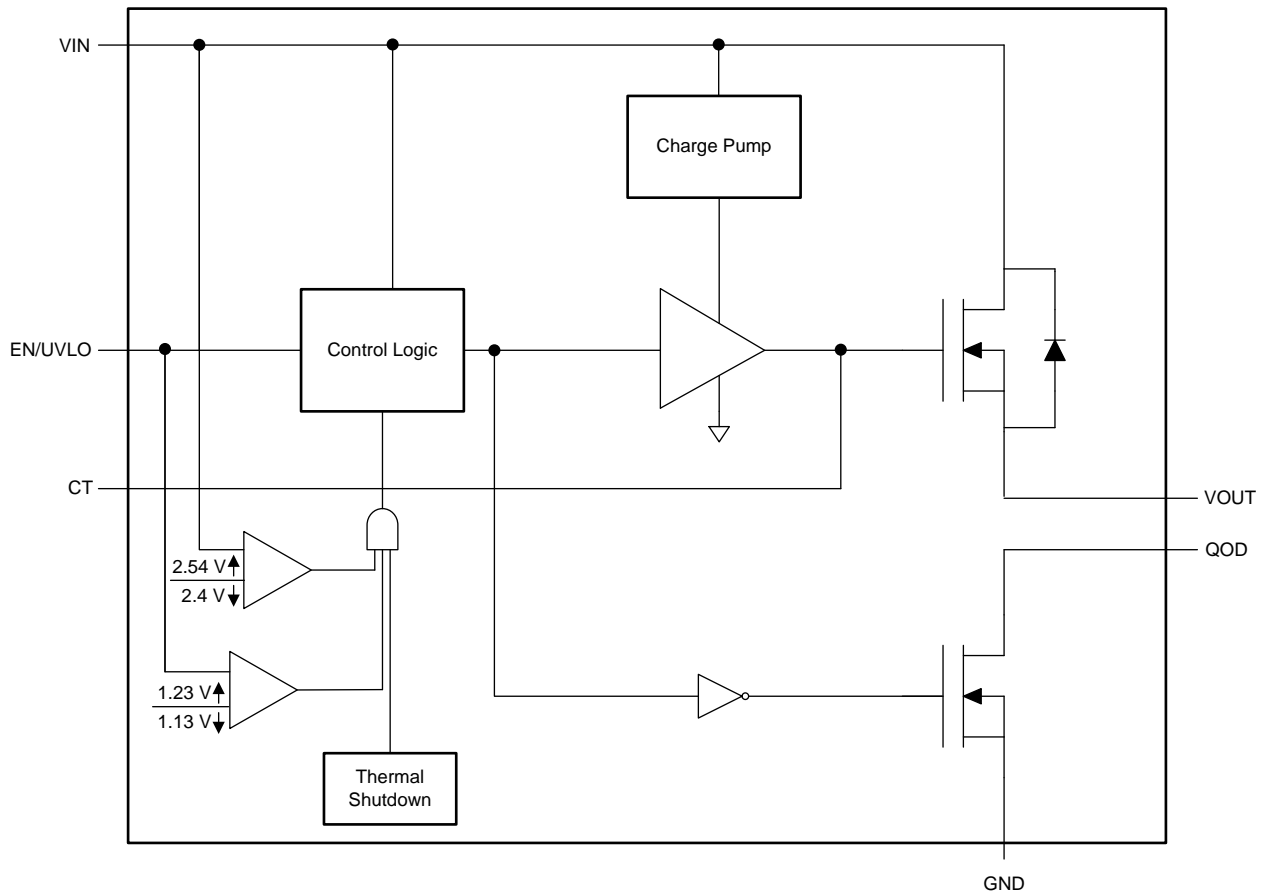 VIN
Charge Pump
EN/UVLO
Control Logic
CT
VOUT
QOD
2.54 V
2.4 V
1.23 V
1.13 V
Thermal
Shutdown
GND